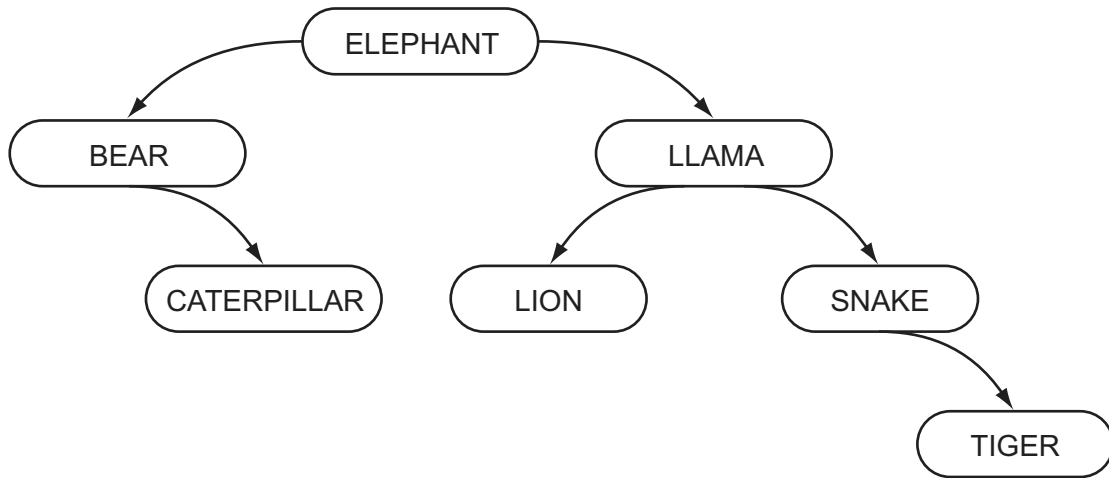 ELEPHANT
BEAR
LLAMA
CATERPILLAR
LION
SNAKE
TIGER